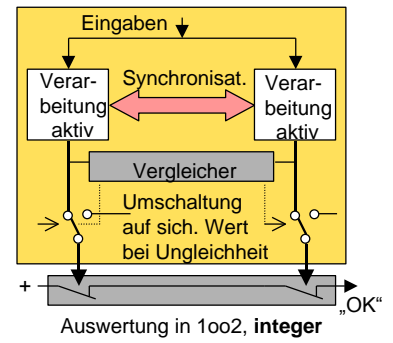 Eingaben
Verar-
beitung
aktiv
Synchronisat.
Verar-
beitung
aktiv
Vergleicher
Umschaltung
auf sich. Wert
bei Ungleichheit
+
„OK“
Auswertung in 1oo2, integer